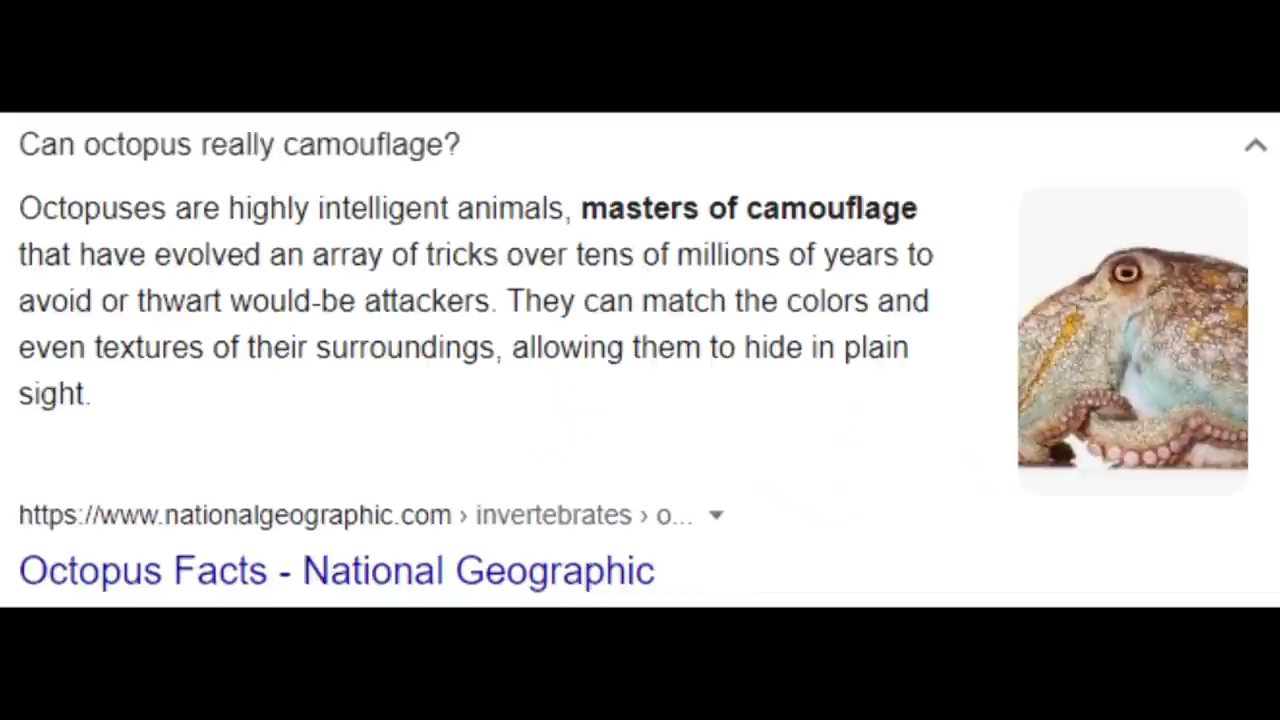 Can octopus really camouflage?
Octopuses are highly intelligent animals, masters of camouflage
that have evolved an array of tricks over tens of millions of years to
avoid or thwart would-be attackers. They can match the colors and
even textures of their surroundings, allowing them to hide in plain
sight.
https://www.nationalgeographic.com › invertebrates › o...
Octopus Facts - National Geographic